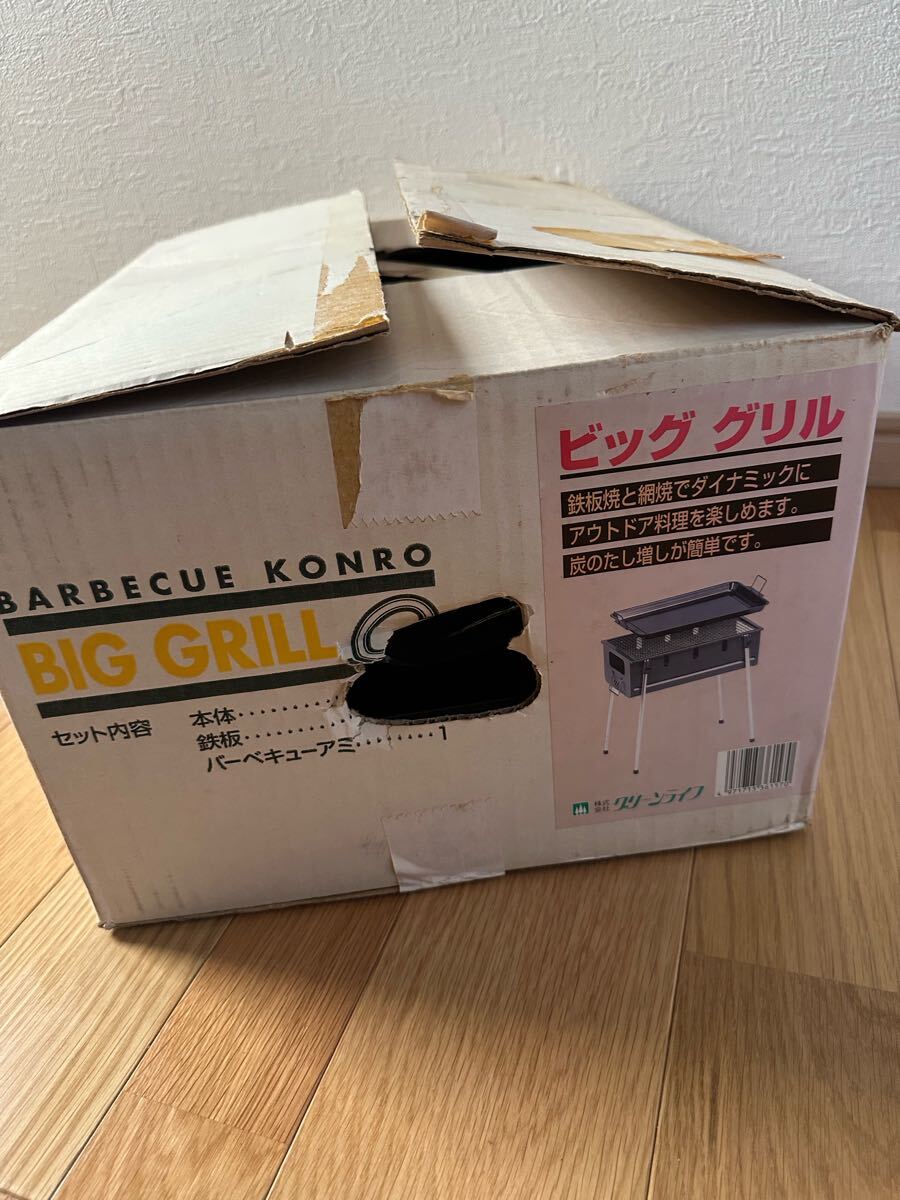 BARBECUE KONRO
BIG GRILL
セット内容
本体・・・・・・・・
鉄板・・・・・・・・
バーベキューアミ・・・・・・・・1
ビッグ グリル
鉄板焼と網焼でダイナミックに
アウトドア料理を楽しめます。
炭のたし増しが簡単です。
株式会社 グリーンライフ